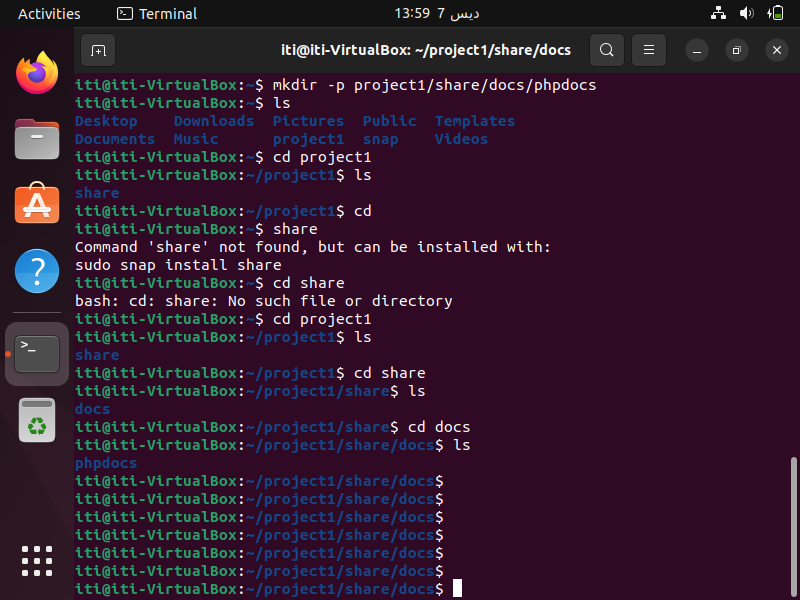 Activities Terminal 13:59 7 ديس
iti@iti-VirtualBox: ~/project1/share/docs
iti@iti-VirtualBox:~$ mkdir -p project1/share/docs/phpdocs
iti@iti-VirtualBox:~$ ls
Desktop Downloads Pictures Public Templates
Documents Music project1 snap Videos
iti@iti-VirtualBox:~$ cd project1
iti@iti-VirtualBox:~/project1$ ls
share
iti@iti-VirtualBox:~/project1$ cd
iti@iti-VirtualBox:~$ share
Command 'share' not found, but can be installed with:
sudo snap install share
iti@iti-VirtualBox:~$ cd share
bash: cd: share: No such file or directory
iti@iti-VirtualBox:~$ cd project1
iti@iti-VirtualBox:~/project1$ ls
share
iti@iti-VirtualBox:~/project1$ cd share
iti@iti-VirtualBox:~/project1/share$ ls
docs
iti@iti-VirtualBox:~/project1/share$ cd docs
iti@iti-VirtualBox:~/project1/share/docs$ ls
phpdocs
iti@iti-VirtualBox:~/project1/share/docs$
iti@iti-VirtualBox:~/project1/share/docs$
iti@iti-VirtualBox:~/project1/share/docs$
iti@iti-VirtualBox:~/project1/share/docs$
iti@iti-VirtualBox:~/project1/share/docs$
iti@iti-VirtualBox:~/project1/share/docs$
iti@iti-VirtualBox:~/project1/share/docs$